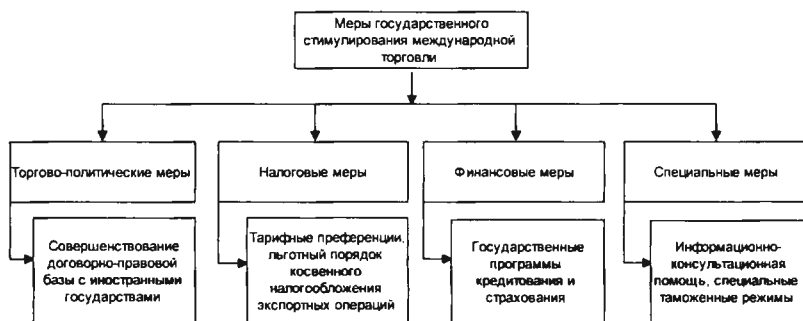 Меры государственного
стимулирования международной
торговли
Торгово-политические меры
Налоговые меры
Финансовые меры
Специальные меры
Совершенствование
договорно-правовой
базы с иностранными
государствами
Тарифные преференции,
льготный порядок
косвенного
налогообложения
экспортных операций
Государственные
программы
кредитования и
страхования
Информационно-
консультационная
помощь, специальные
таможенные режимы